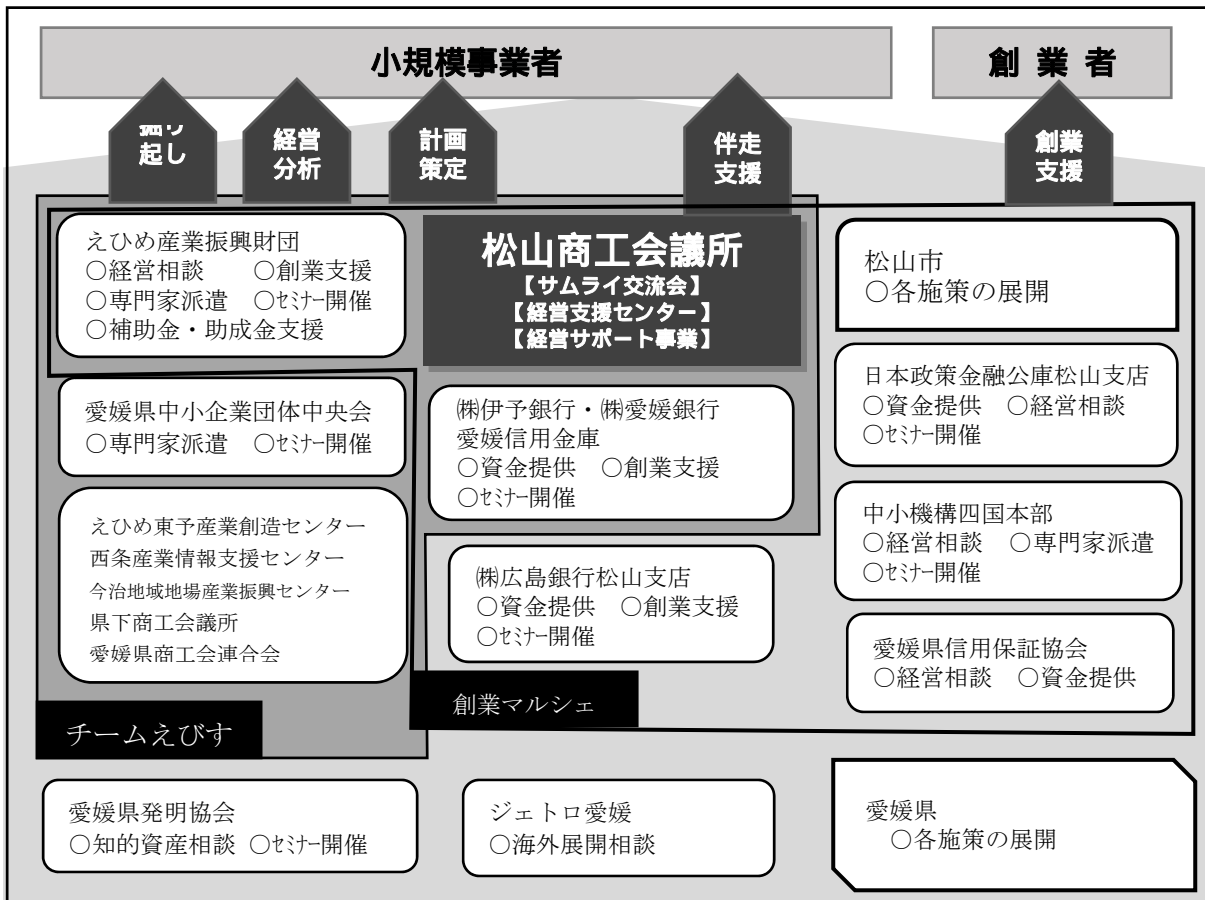 小規模事業者
創 業 者
掘り
起し
経営
分析
計画
策定
伴走
支援
創業
支援
えひめ産業振興財団
○経営相談　○創業支援
○専門家派遣　○ｾﾐﾅｰ開催
○補助金・助成金支援
松山商工会議所
【サムライ交流会】
【経営支援センター】
【経営サポート事業】
松山市
○各施策の展開
愛媛県中小企業団体中央会
○専門家派遣　○ｾﾐﾅｰ開催
㈱伊予銀行・㈱愛媛銀行
愛媛信用金庫
○資金提供　○創業支援
○ｾﾐﾅｰ開催
日本政策金融公庫松山支店
○資金提供　○経営相談
○ｾﾐﾅｰ開催
えひめ東予産業創造センター
西条産業情報支援センター
今治地域地場産業振興センター
県下商工会議所
愛媛県商工会連合会
㈱広島銀行松山支店
○資金提供　○創業支援
○ｾﾐﾅｰ開催
中小機構四国本部
○経営相談　○専門家派遣
○ｾﾐﾅｰ開催
愛媛県信用保証協会
○経営相談　○資金提供
チームえびす
創業マルシェ
愛媛県発明協会
○知的資産相談 ○ｾﾐﾅｰ開催
ジェトロ愛媛
○海外展開相談
愛媛県
○各施策の展開